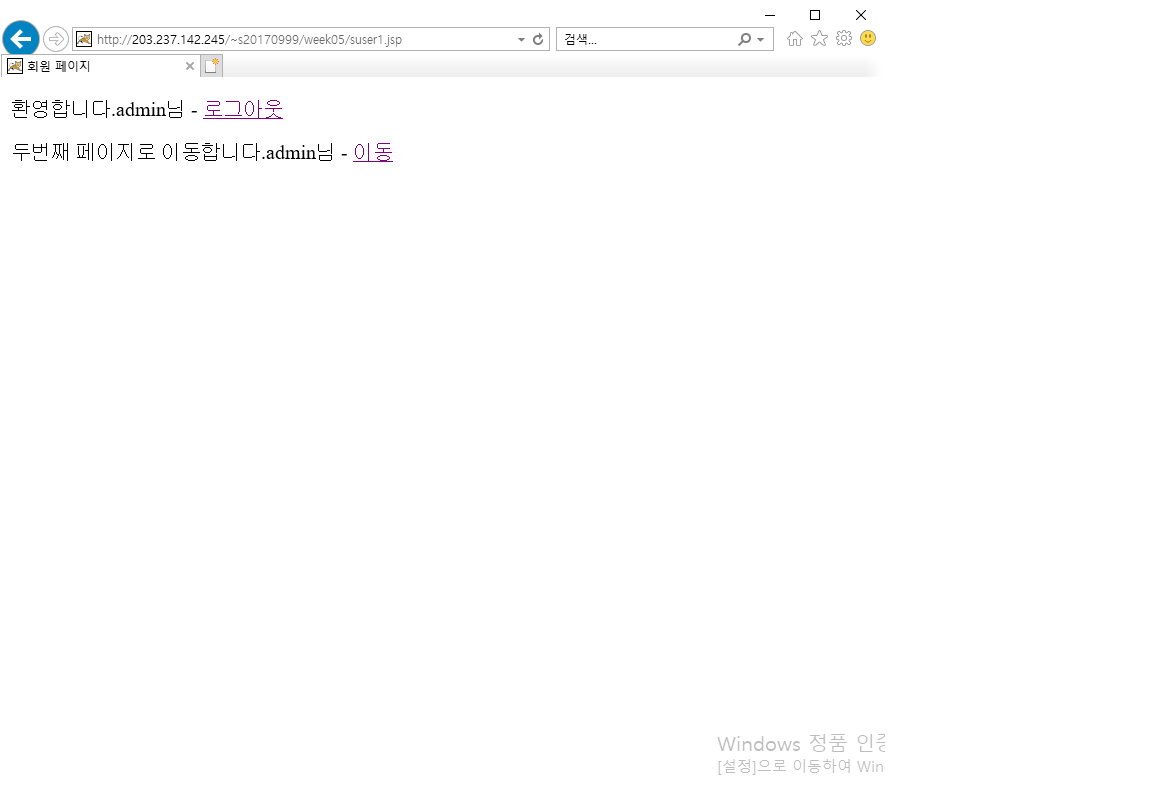 http://203.237.142.245/~s20170999/week05/suser1.jsp
검색...
회원 페이지
환영합니다.admin님 - 로그아웃
두번째 페이지로 이동합니다.admin님 - 이동
Windows 정품 인증
[설정]으로 이동하여 Win